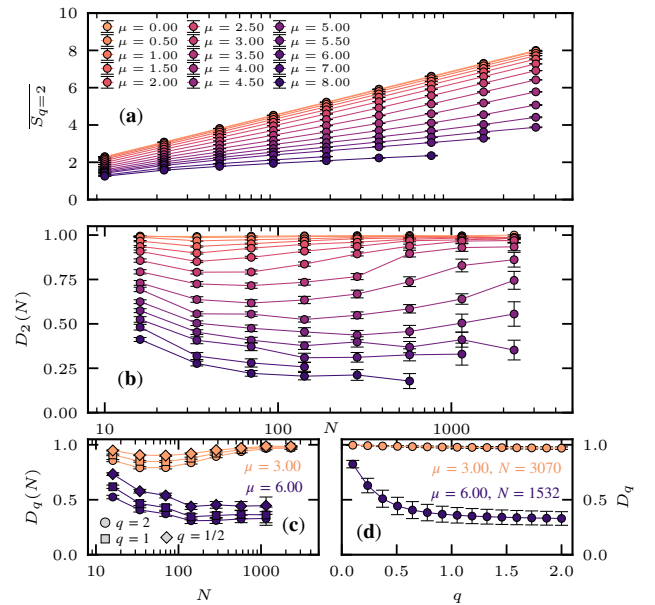 10
8
6
4
2
0
S_{q=2}
μ = 0.00 μ = 2.50 μ = 5.00
μ = 0.50 μ = 3.00 μ = 5.50
μ = 1.00 μ = 3.50 μ = 6.00
μ = 1.50 μ = 4.00 μ = 7.00
μ = 2.00 μ = 4.50 μ = 8.00
(a)
1.00
0.75
0.50
0.25
0.00
D_2(N)
(b)
10 100 1000
N
1.0
0.5
0.0
D_q(N)
μ = 3.00
μ = 6.00
(c)
q = 2
q = 1 q = 1/2
10 100 1000
N
μ = 3.00, N = 3070
μ = 6.00, N = 1532
(d)
1.0
0.5
0.0
D_q
0.0 0.5 1.0 1.5 2.0
q